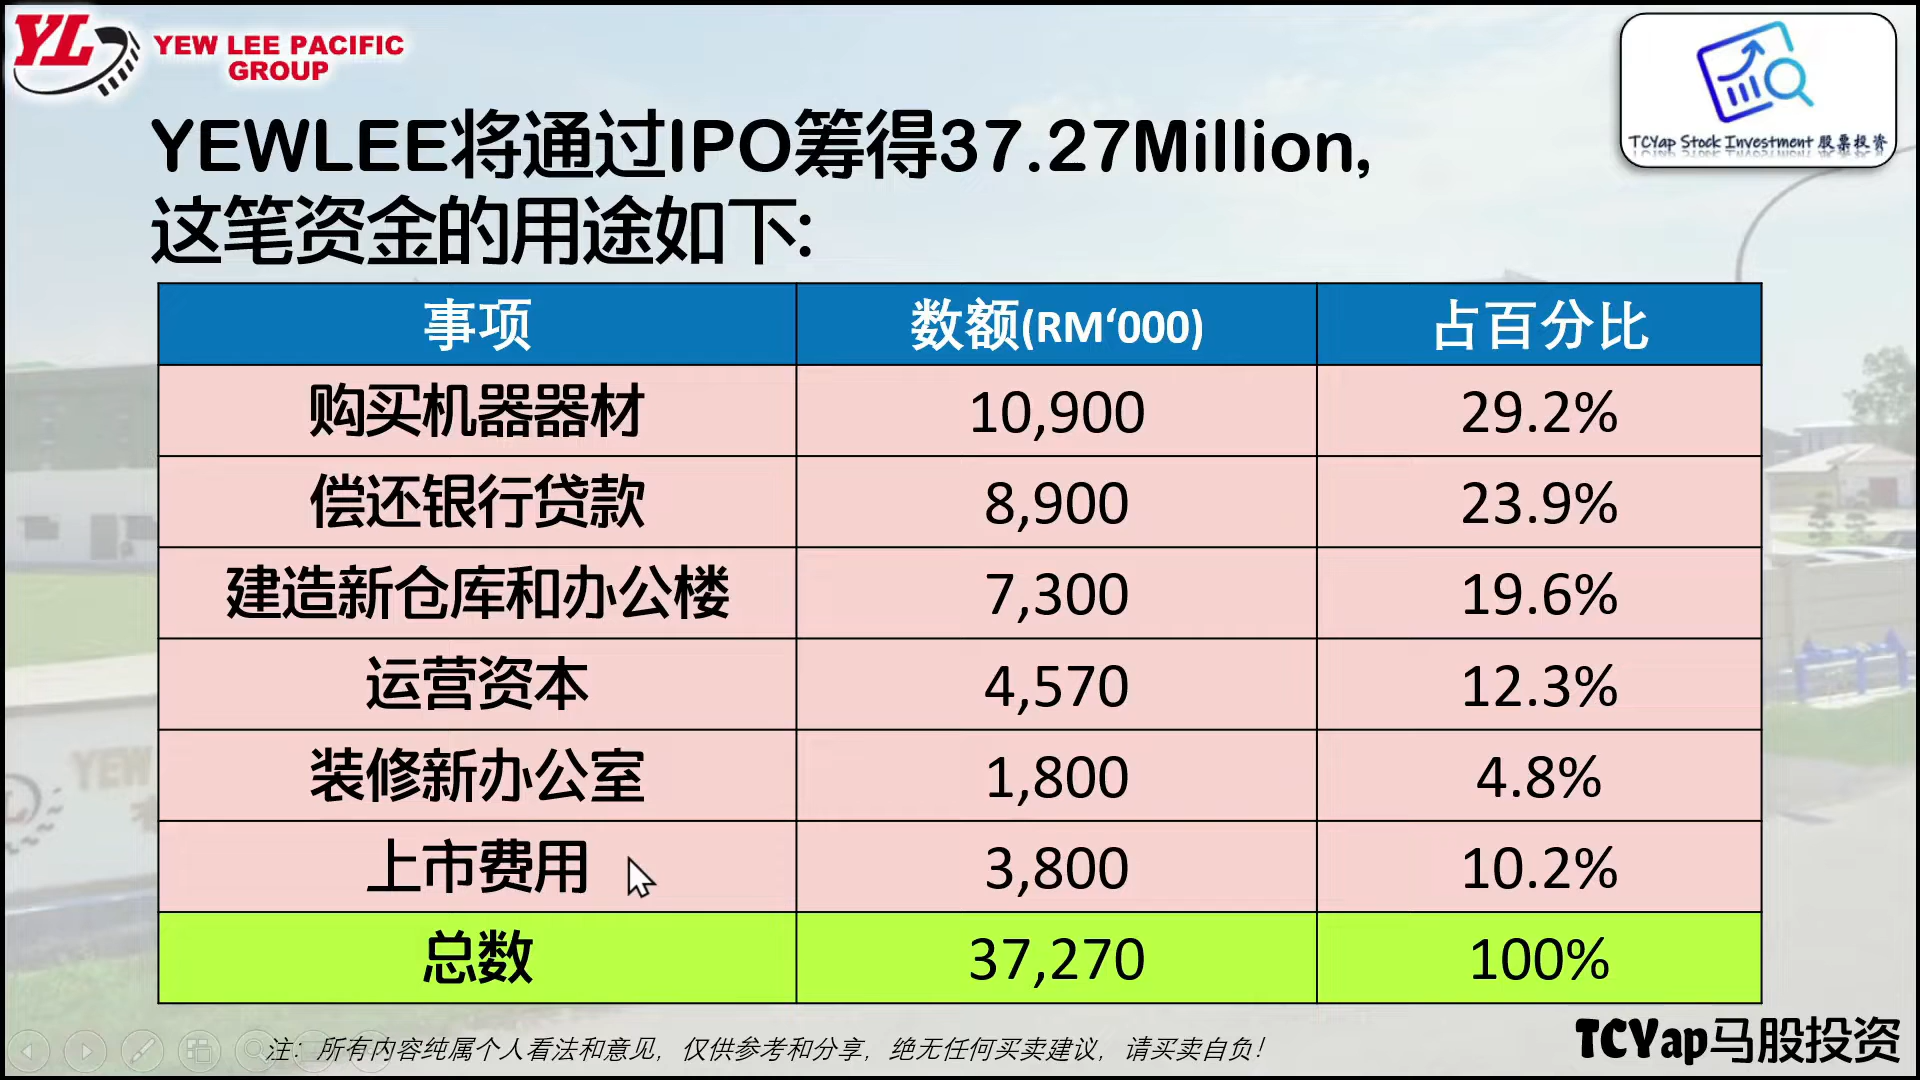 YL YEW LEE PACIFIC
GROUP
TCYap Stock Investment 股票投资
YEWLEE将通过IPO筹得37.27Million,
这笔资金的用途如下:
事项 数额(RM‘000) 占百分比
购买机器器材 10,900 29.2%
偿还银行贷款 8,900 23.9%
建造新仓库和办公楼 7,300 19.6%
运营资本 4,570 12.3%
装修新办公室 1,800 4.8%
上市费用 3,800 10.2%
总数 37,270 100%
YEW
注：所有内容纯属个人看法和意见，仅供参考和分享，绝无任何买卖建议，请买卖自负！
TCYap马股投资